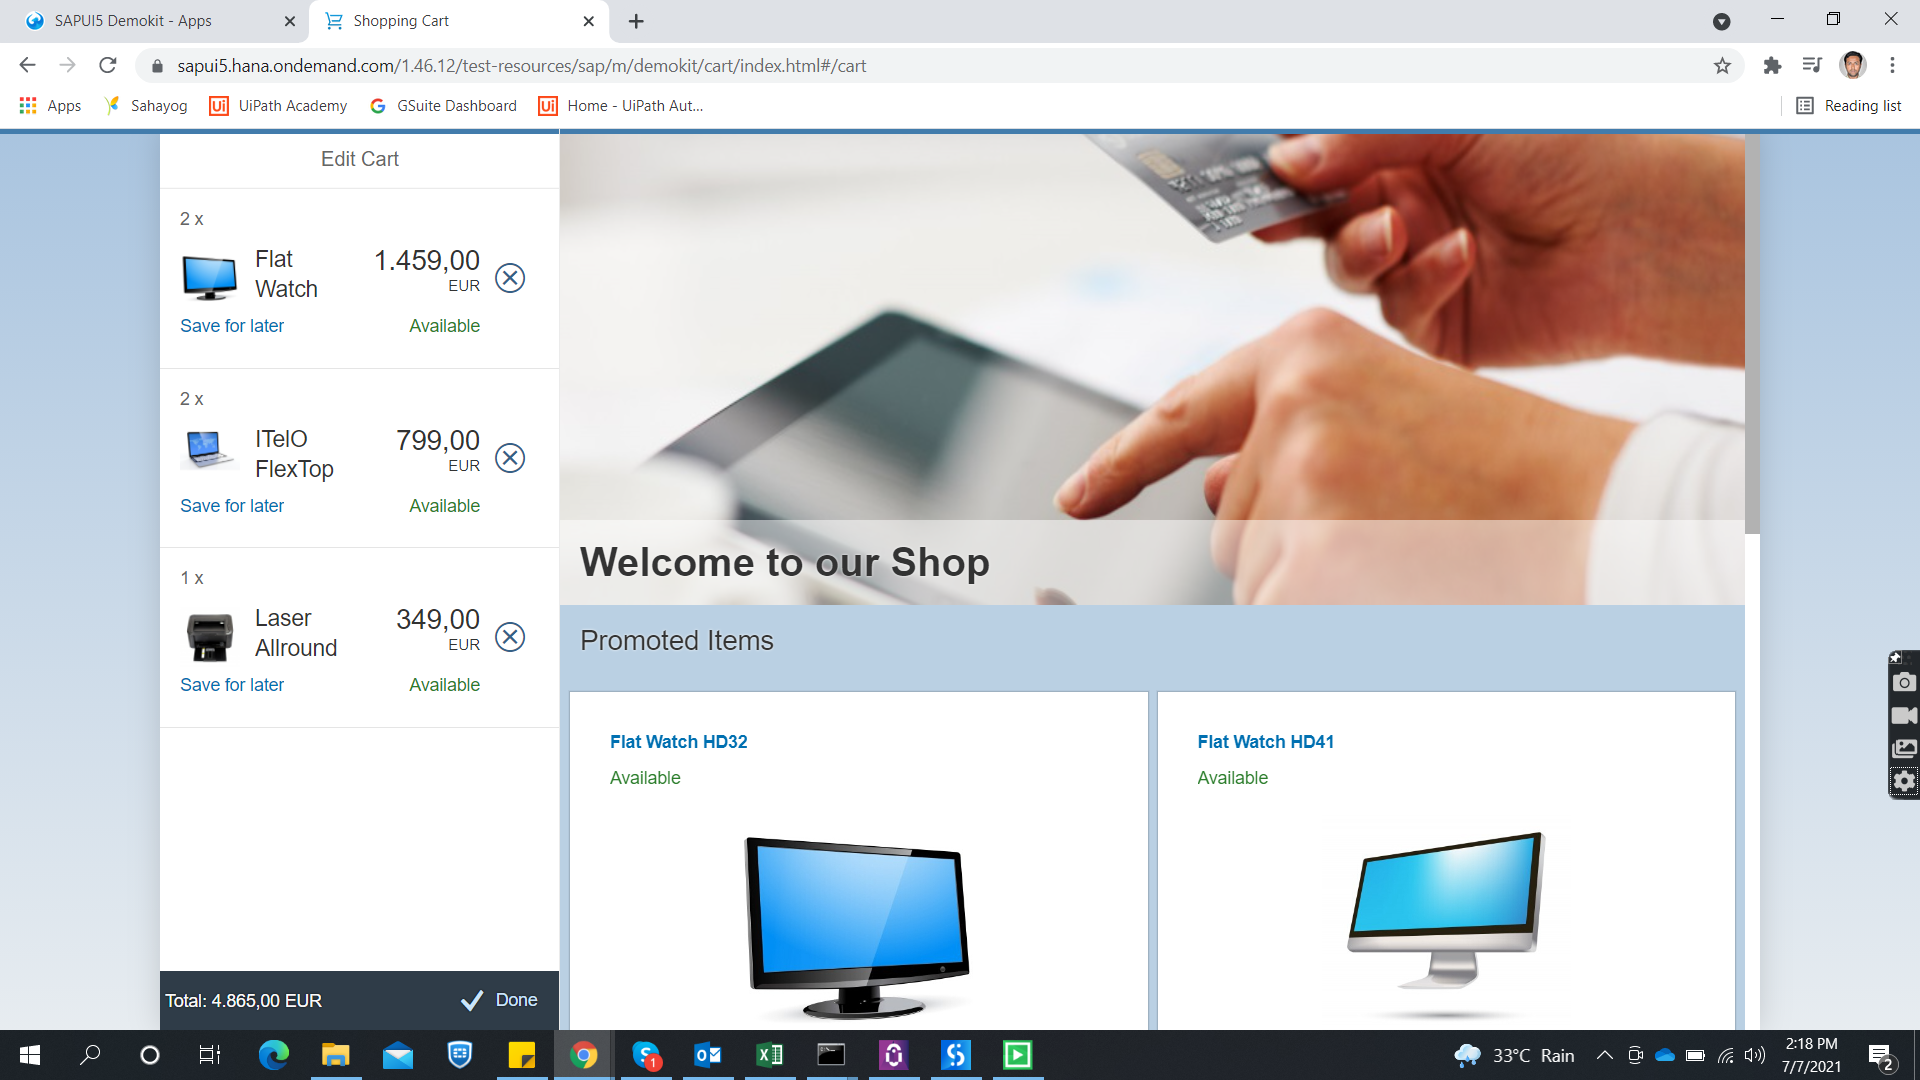 SAPUI5 Demokit - Apps
Shopping Cart
sapui5.hana.ondemand.com/1.46.12/test-resources/sap/m/demokit/cart/index.html#/cart
Apps
Sahayog
UiPath Academy
GSuite Dashboard
Home - UiPath Aut...
Reading list
Edit Cart
2 x
Flat Watch
1.459,00
EUR
Save for later
Available
2 x
ITelO FlexTop
799,00
EUR
Save for later
Available
1 x
Laser Allround
349,00
EUR
Save for later
Available
Total: 4.865,00 EUR
Done
Welcome to our Shop
Promoted Items
Flat Watch HD32
Available
Flat Watch HD41
Available
33°C Rain
2:18 PM
7/7/2021
2
1